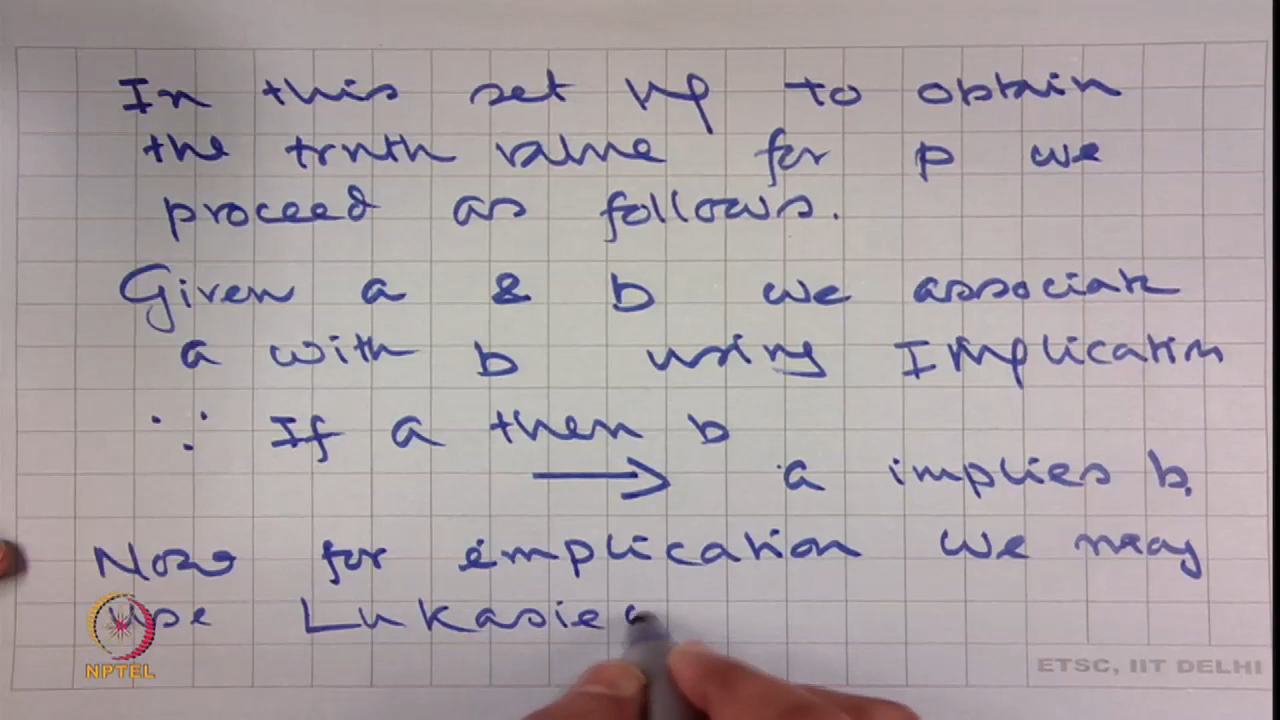 In this set up to obtain
the truth value for p we
proceed as follows.
Given a & b we associate
a with b using Implication
∵ If a then b
⟶ a implies b.
Now for implication we may
use Lukasie
NPTEL
ETSC, IIT DELHI